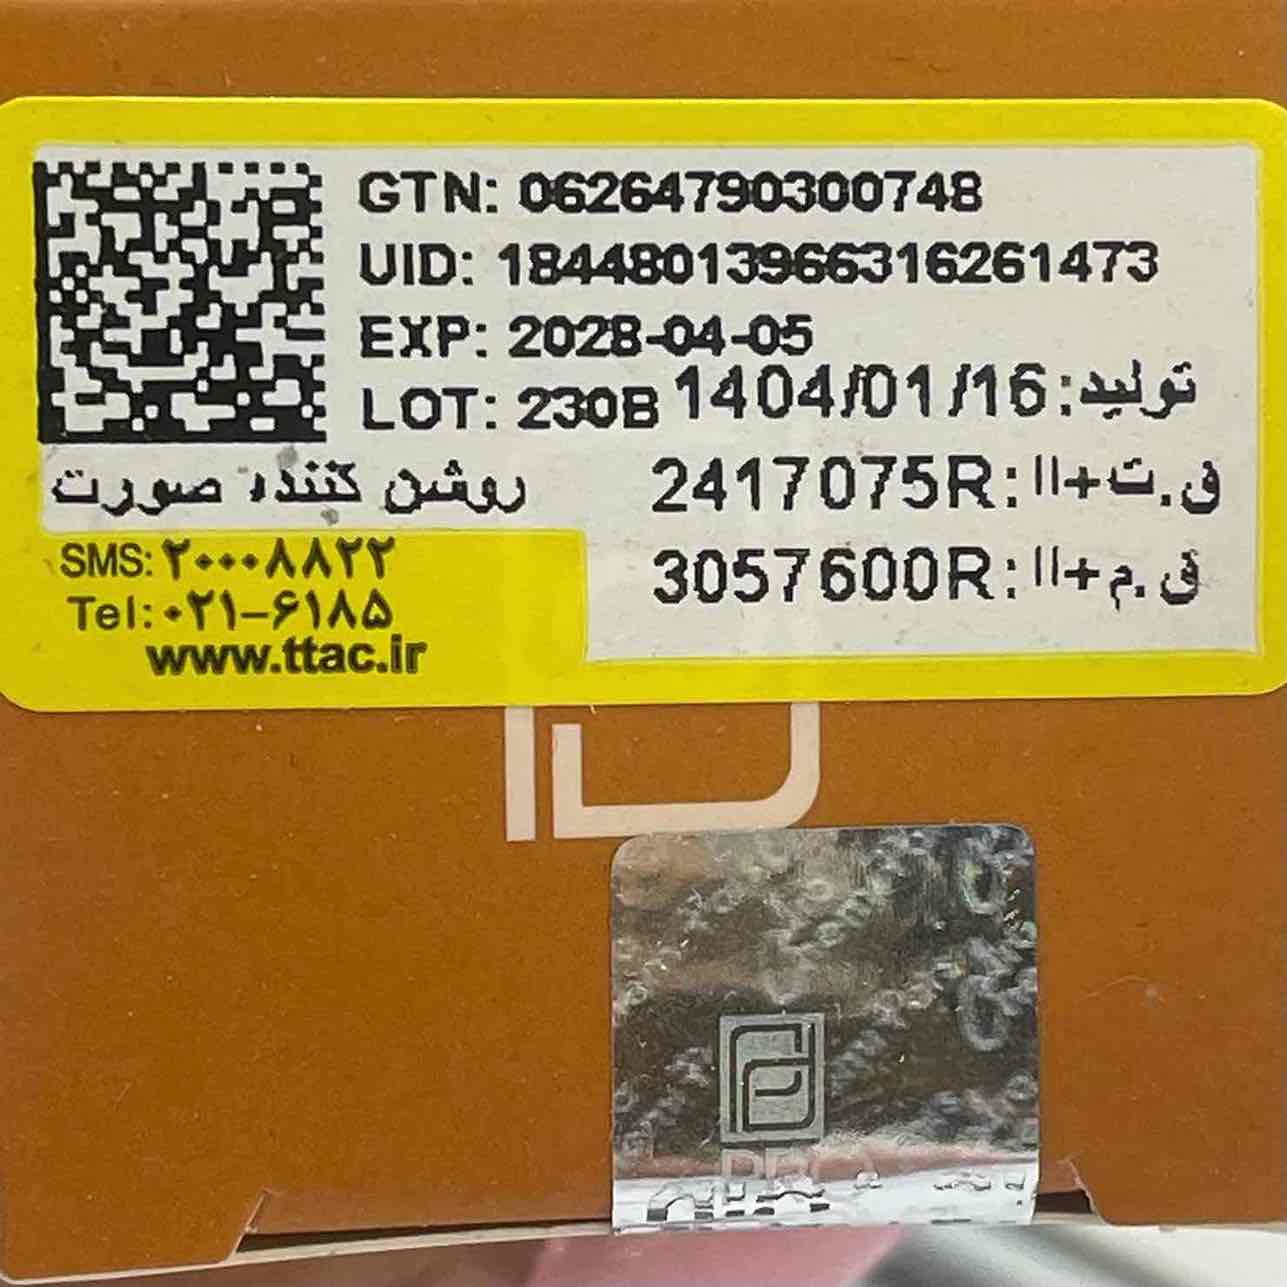 GTN: 06264790300748
UID: 18448013966316261473
EXP: 2028-04-05
LOT: 230B
تولید: 1404/01/16
روشن کننده صورت
ق.ت+اا: 2417075R
ق.م+اا: 3057600R
SMS: ۲۰۰۰۸۸۲۲
Tel: ۰۲۱-۶۱۸۵
www.ttac.ir